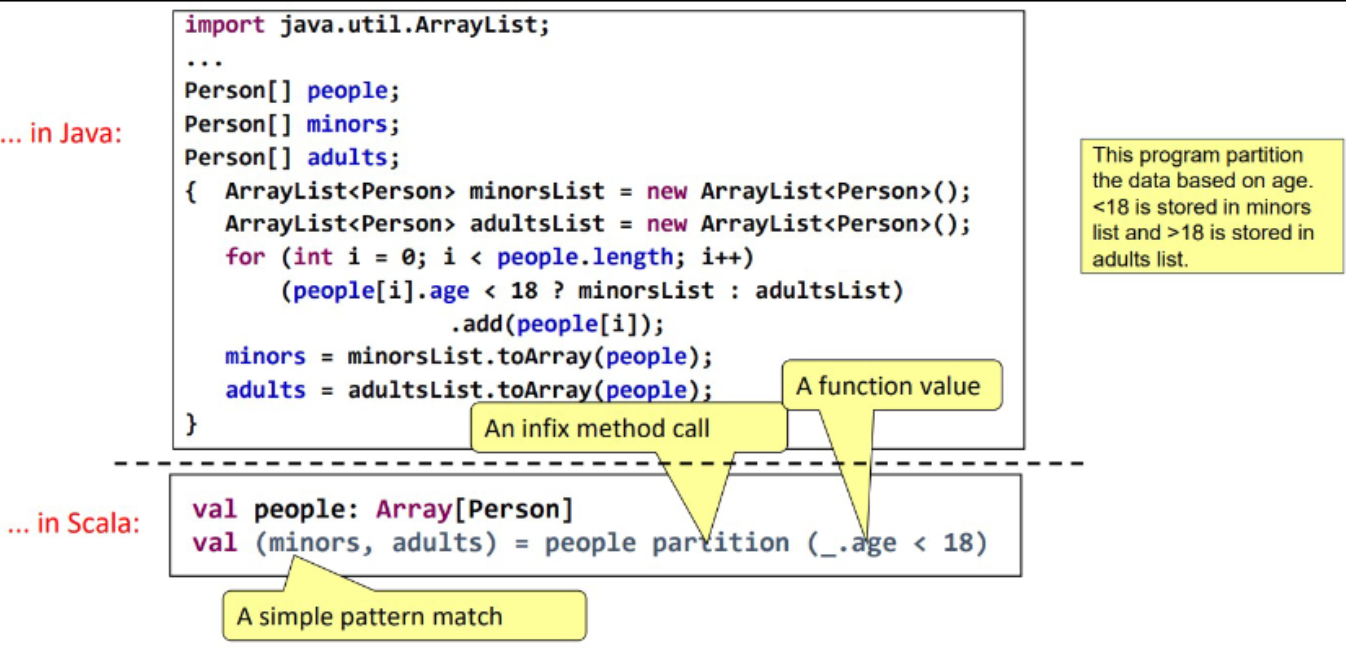 import java.util.ArrayList;
...
Person[] people;
Person[] minors;
Person[] adults;
{ ArrayList<Person> minorsList = new ArrayList<Person>();
ArrayList<Person> adultsList = new ArrayList<Person>();
for (int i = 0; i < people.length; i++)
(people[i].age < 18 ? minorsList : adultsList)
.add(people[i]);
minors = minorsList.toArray(people);
adults = adultsList.toArray(people);
}
... in Java:
This program partition
the data based on age.
<18 is stored in minors
list and >18 is stored in
adults list.
A function value
An infix method call
... in Scala:
val people: Array[Person]
val (minors, adults) = people partition (_.age < 18)
A simple pattern match